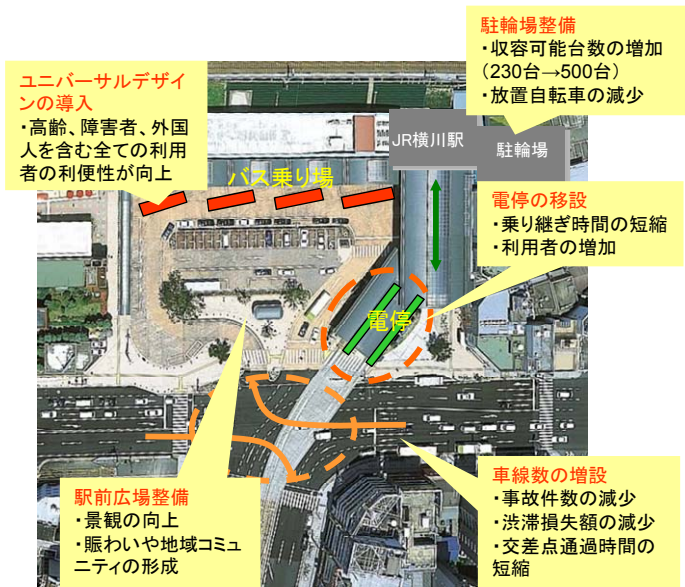 駐輪場整備
・収容可能台数の増加
（230台→500台）
・放置自転車の減少
ユニバーサルデザイ
ンの導入
・高齢、障害者、外国
人を含む全ての利用
者の利便性が向上
JR横川駅
駐輪場
バス乗り場
電停の移設
・乗り継ぎ時間の短縮
・利用者の増加
電停
駅前広場整備
・景観の向上
・賑わいや地域コミュ
ニティの形成
車線数の増設
・事故件数の減少
・渋滞損失額の減少
・交差点通過時間の
短縮